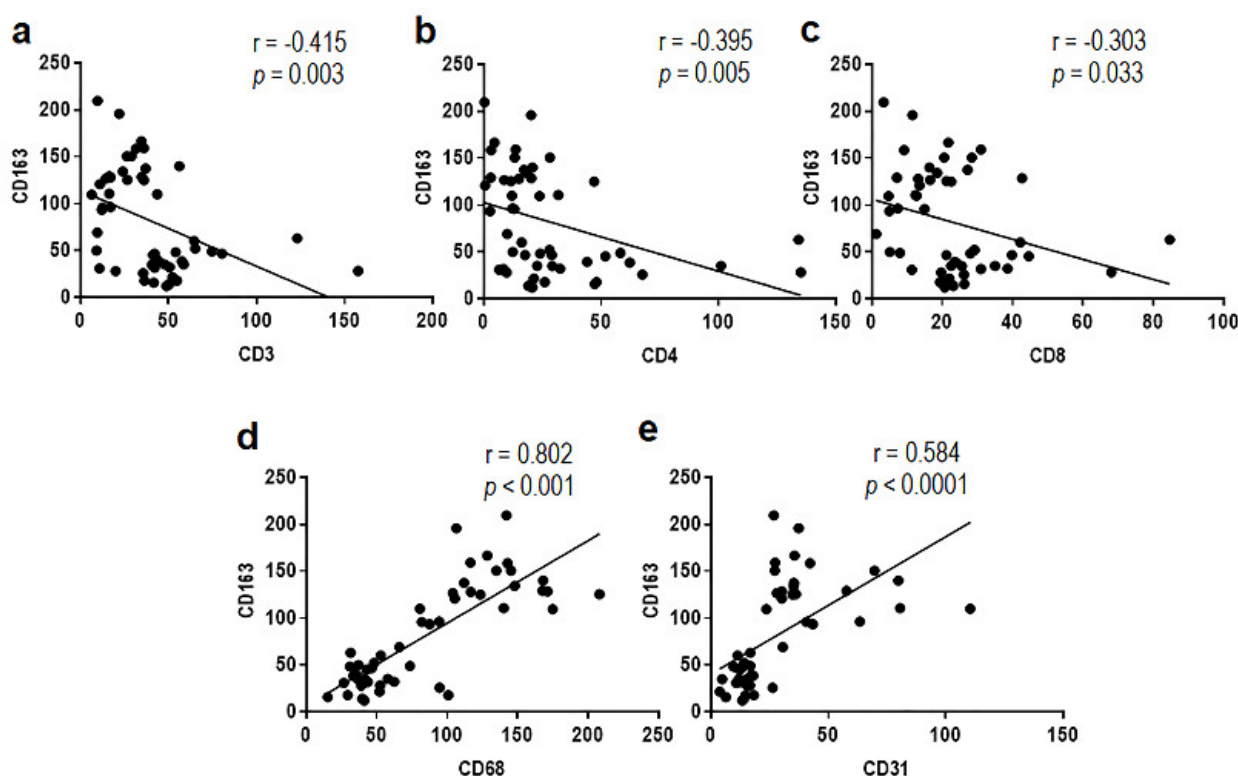 a
r = -0.415
p = 0.003
250
200
150
100
50
0
CD163
0 50 100 150 200
CD3
b
r = -0.395
p = 0.005
250
200
150
100
50
0
CD163
0 50 100 150
CD4
c
r = -0.303
p = 0.033
250
200
150
100
50
0
CD163
0 20 40 60 80 100
CD8
d
r = 0.802
p < 0.001
250
200
150
100
50
0
CD163
0 50 100 150 200 250
CD68
e
r = 0.584
p < 0.0001
250
200
150
100
50
0
CD163
0 50 100 150
CD31